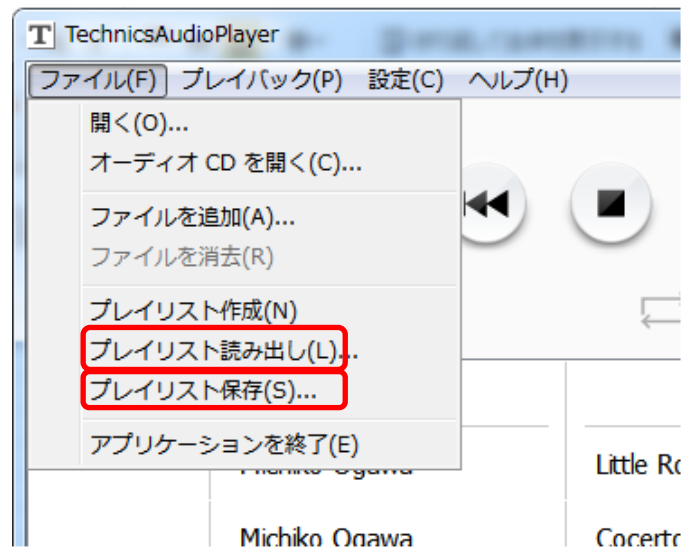 T TechnicsAudioPlayer
ファイル(F) プレイバック(P) 設定(C) ヘルプ(H)
開く(O)...
オーディオ CD を開く(C)...
ファイルを追加(A)...
ファイルを消去(R)
プレイリスト作成(N)
プレイリスト読み出し(L)...
プレイリスト保存(S)...
アプリケーションを終了(E)
Michiko Ogawa Little Ro
Michiko Ogawa Cocerto